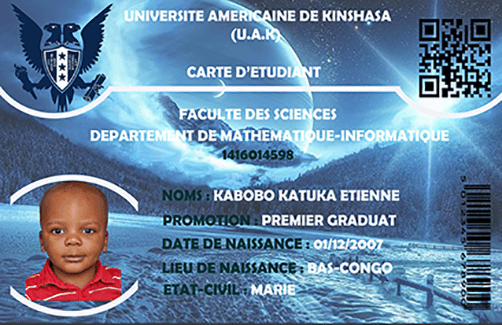 UNIVERSITE AMERICAINE DE KINSHASA
(U.A.K)
CARTE D'ETUDIANT
FACULTE DES SCIENCES
DEPARTEMENT DE MATHEMATIQUE-INFORMATIQUE
1416014598
NOMS : KABOBO KATUKA ETIENNE
PROMOTION : PREMIER GRADUAT
DATE DE NAISSANCE : 01/12/2007
LIEU DE NAISSANCE : BAS-CONGO
ETAT-CIVIL : MARIE